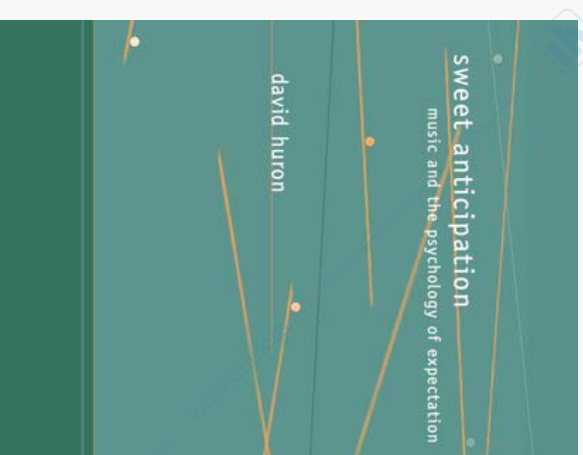 sweet anticipation
music and the psychology of expectation
david huron